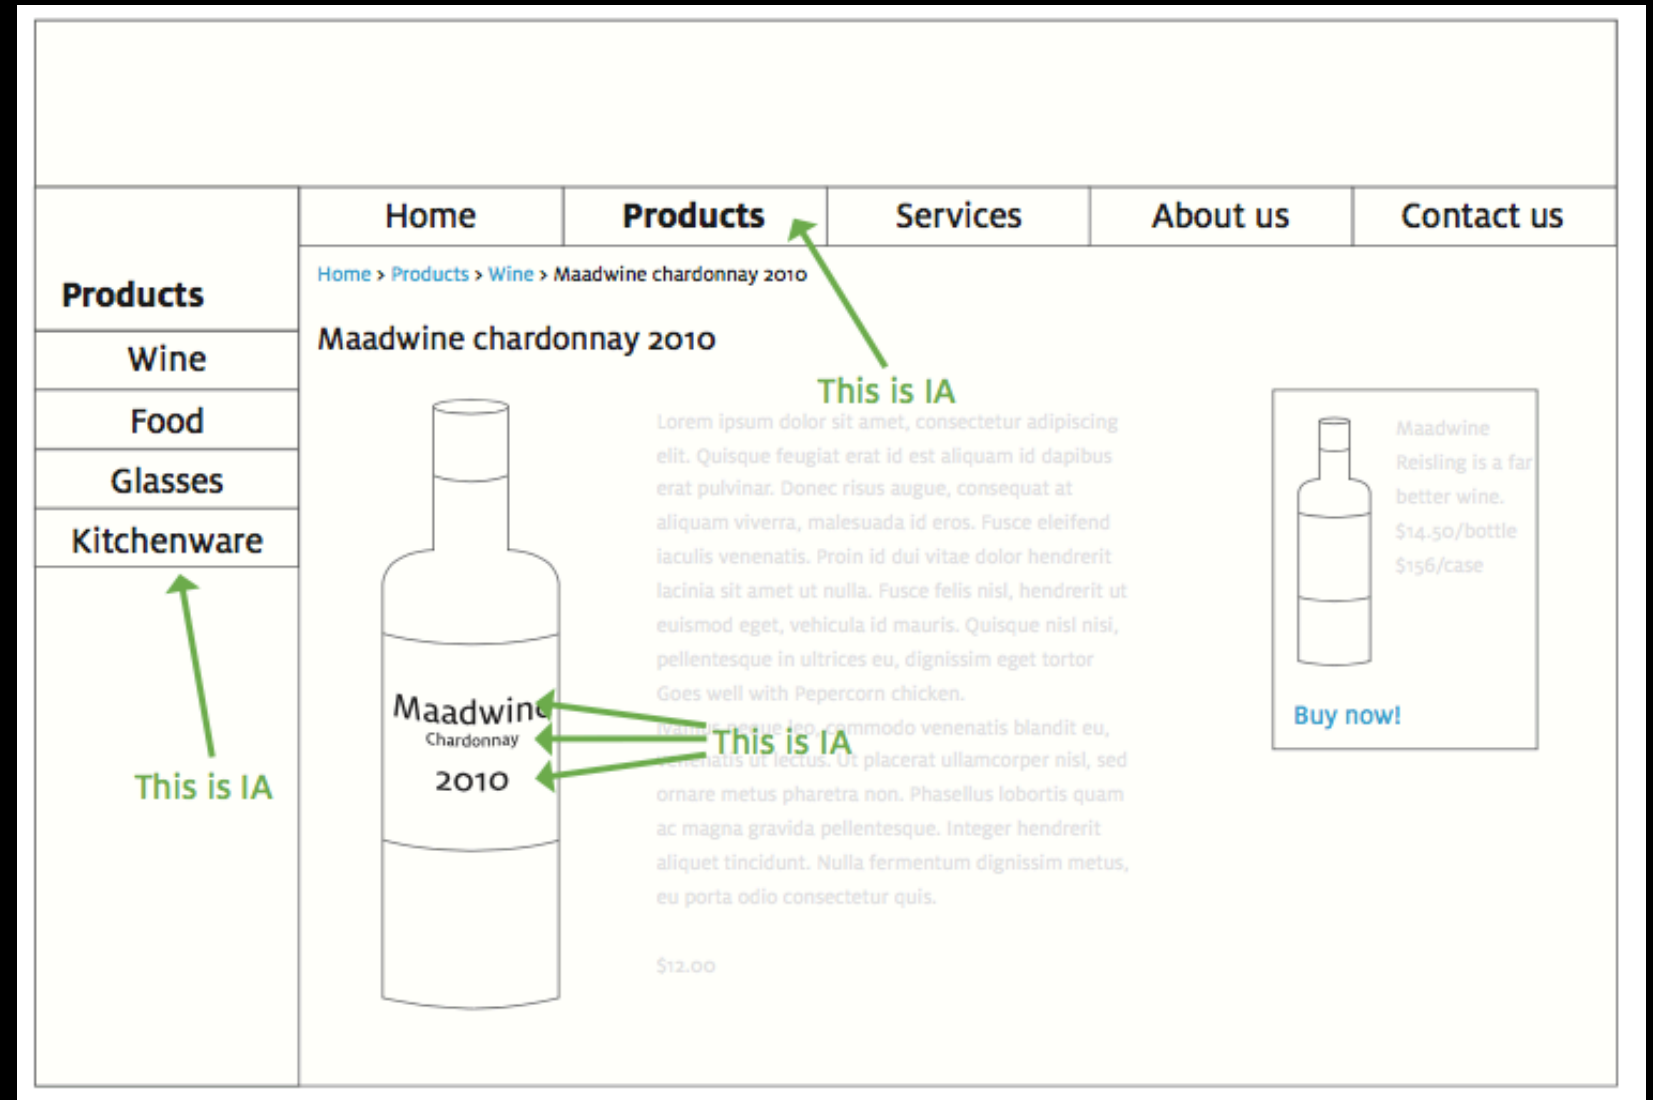 Home
Products
Services
About us
Contact us
Products
Wine
Food
Glasses
Kitchenware
This is IA
Home > Products > Wine > Maadwine chardonnay 2010
Maadwine chardonnay 2010
This is IA
Maadwine
Chardonnay
2010
This is IA
Lorem ipsum dolor sit amet, consectetur adipiscing
elit. Quisque feugiat erat id est aliquam id dapibus
erat pulvinar. Donec risus augue, consequat at
aliquam viverra, malesuada id eros. Fusce eleifend
iaculis venenatis. Proin id dui vitae dolor hendrerit
lacinia sit amet ut nulla. Fusce felis nisl, hendrerit ut
euismod eget, vehicula id mauris. Quisque nisl nisi,
pellentesque in ultrices eu, dignissim eget tortor
Goes well with Pepercorn chicken.
neque leo, commodo venenatis blandit eu,
venenatis ut lectus. Ut placerat ullamcorper nisl, sed
ornare metus pharetra non. Phasellus lobortis quam
ac magna gravida pellentesque. Integer hendrerit
aliquet tincidunt. Nulla fermentum dignissim metus,
eu porta odio consectetur quis.
$12.00
Maadwine
Reisling is a far
better wine.
$14.50/bottle
$156/case
Buy now!